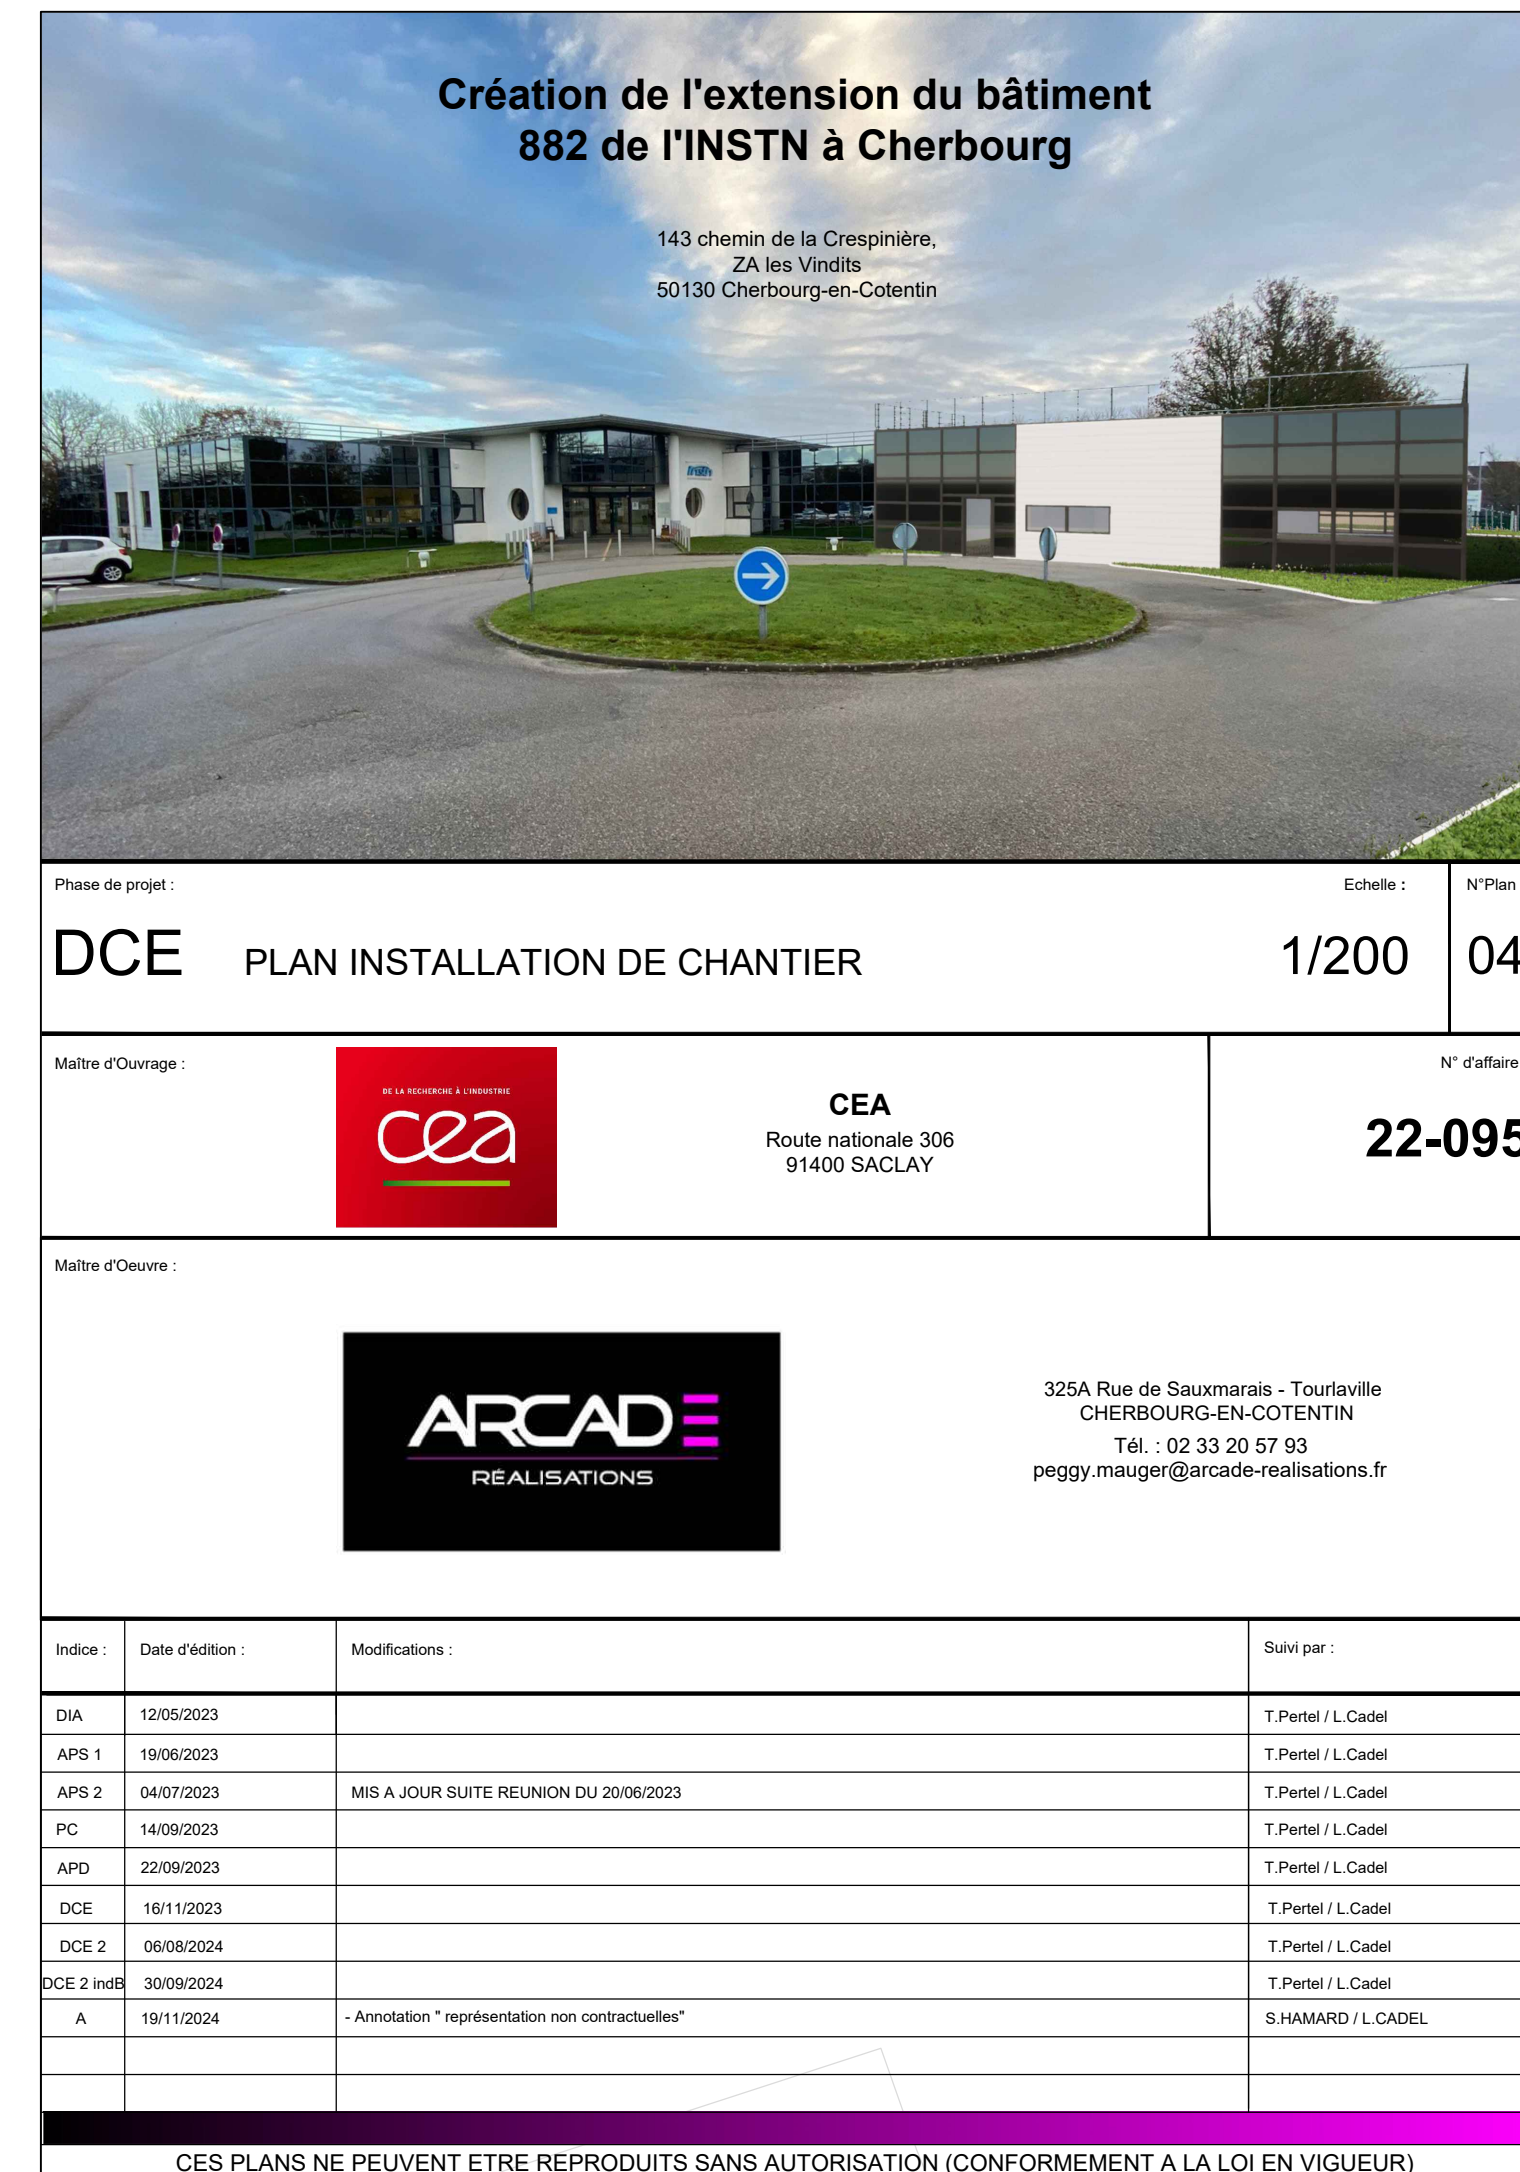 Création de l'extension du bâtiment
882 de l'INSTN à Cherbourg
143 chemin de la Crespinière,
ZA les Vindits
50130 Cherbourg-en-Cotentin
instn
Phase de projet :
Echelle :
N°Plan
DCE
PLAN INSTALLATION DE CHANTIER
1/200
04
Maître d'Ouvrage :
DE LA RECHERCHE À L'INDUSTRIE
cea
CEA
Route nationale 306
91400 SACLAY
N° d'affaire
22-095
Maître d'Oeuvre :
ARCADE
RÉALISATIONS
325A Rue de Sauxmarais - Tourlaville
CHERBOURG-EN-COTENTIN
Tél. : 02 33 20 57 93
peggy.mauger@arcade-realisations.fr
Indice : Date d'édition : Modifications : Suivi par :
DIA 12/05/2023 T.Pertel / L.Cadel
APS 1 19/06/2023 T.Pertel / L.Cadel
APS 2 04/07/2023 MIS A JOUR SUITE REUNION DU 20/06/2023 T.Pertel / L.Cadel
PC 14/09/2023 T.Pertel / L.Cadel
APD 22/09/2023 T.Pertel / L.Cadel
DCE 16/11/2023 T.Pertel / L.Cadel
DCE 2 06/08/2024 T.Pertel / L.Cadel
DCE 2 indB 30/09/2024 T.Pertel / L.Cadel
A 19/11/2024 - Annotation " représentation non contractuelles" S.HAMARD / L.CADEL
CES PLANS NE PEUVENT ETRE REPRODUITS SANS AUTORISATION (CONFORMEMENT A LA LOI EN VIGUEUR)